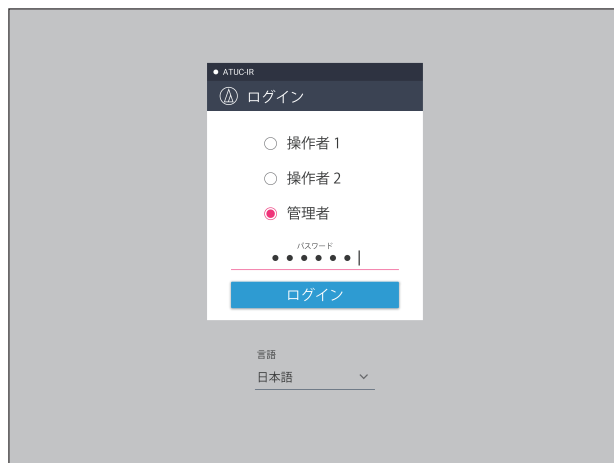 ATUC-IR
ログイン
操作者 1
操作者 2
管理者
パスワード
●●●●●●
ログイン
言語
日本語